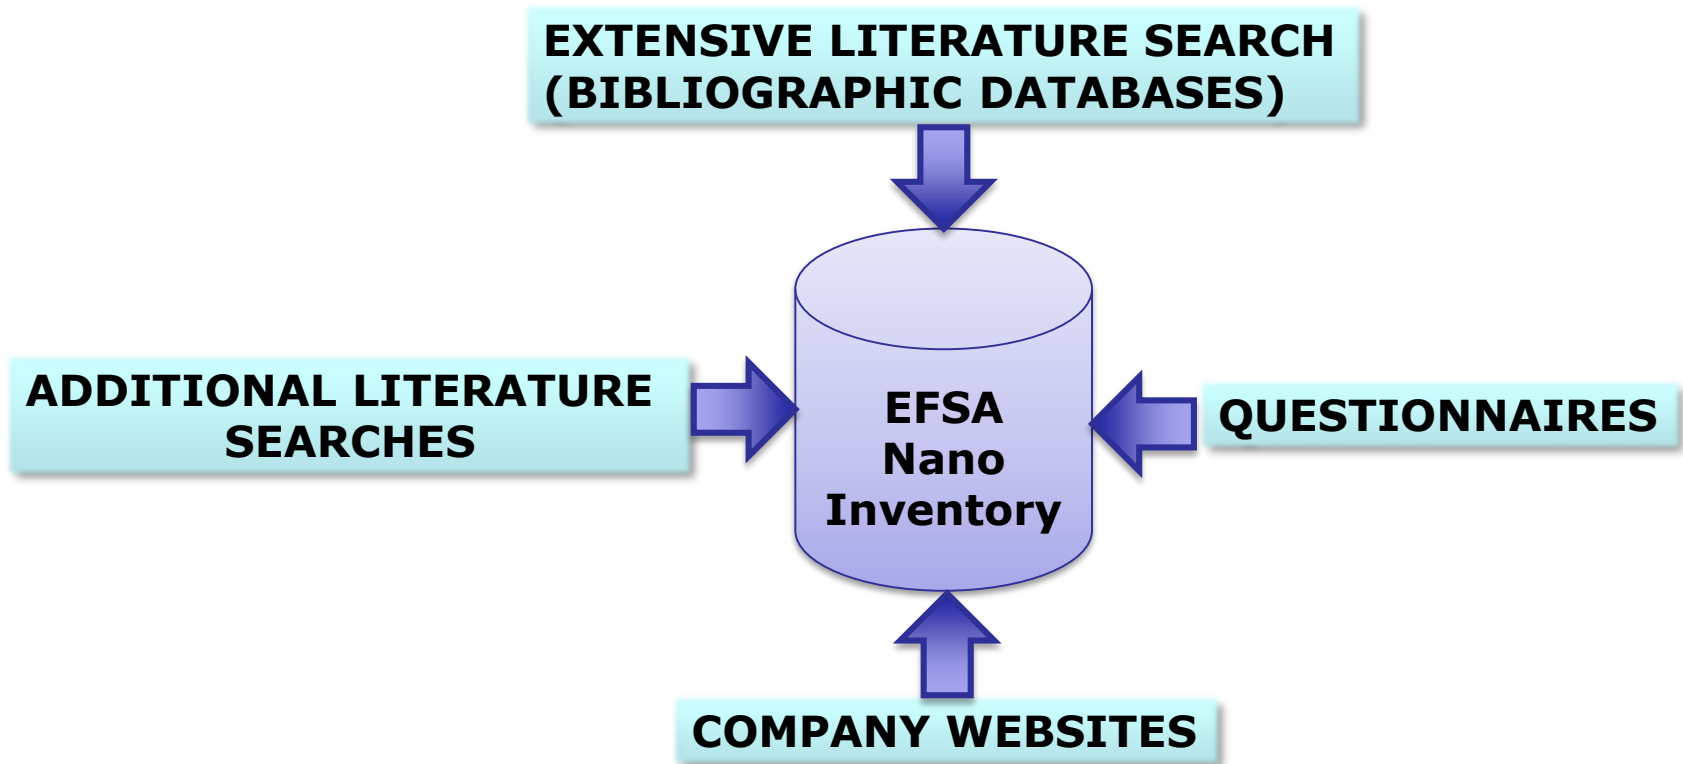 EXTENSIVE LITERATURE SEARCH
(BIBLIOGRAPHIC DATABASES)
ADDITIONAL LITERATURE
SEARCHES
EFSA
Nano
Inventory
QUESTIONNAIRES
COMPANY WEBSITES